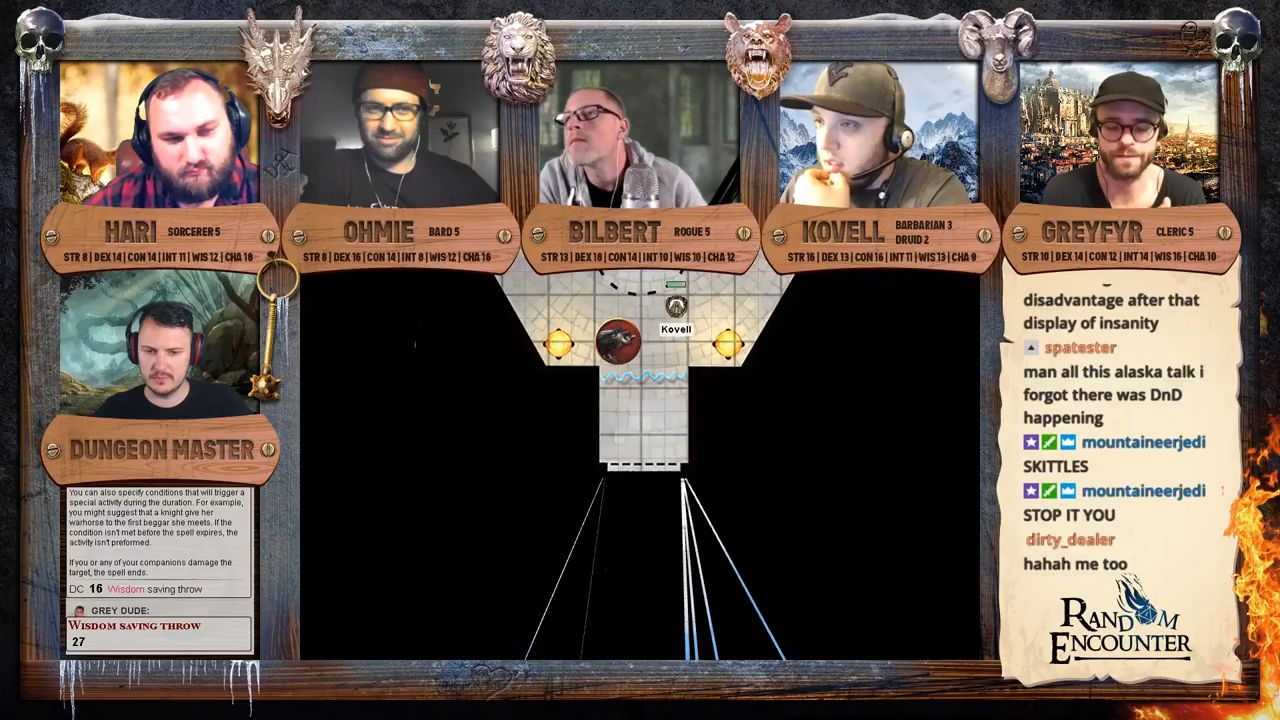 HARI SORCERER 5
STR 8 | DEX 14 | CON 14 | INT 11 | WIS 12 | CHA 18
OHMIE BARD 5
STR 8 | DEX 16 | CON 14 | INT 8 | WIS 12 | CHA 16
BILBERT ROGUE 5
STR 13 | DEX 18 | CON 14 | INT 10 | WIS 10 | CHA 12
KOVELL BARBARIAN 3
DRUID 2
STR 16 | DEX 13 | CON 16 | INT 11 | WIS 13 | CHA 9
GREYFYR CLERIC 5
STR 10 | DEX 14 | CON 12 | INT 14 | WIS 16 | CHA 10
DUNGEON MASTER
You can also specify conditions that will trigger a
special activity during the duration. For example,
you might suggest that a knight give her
warhorse to the first beggar she meets. If the
condition isn't met before the spell expires, the
activity isn't preformed.
If you or any of your companions damage the
target, the spell ends.
DC 16 Wisdom saving throw
GREY DUDE:
WISDOM SAVING THROW
27
Kovell
disadvantage after that
display of insanity
spatester
man all this alaska talk i
forgot there was DnD
happening
mountaineerjedi
SKITTLES
mountaineerjedi
STOP IT YOU
dirty_dealer
hahah me too
RANDOM
ENCOUNTER